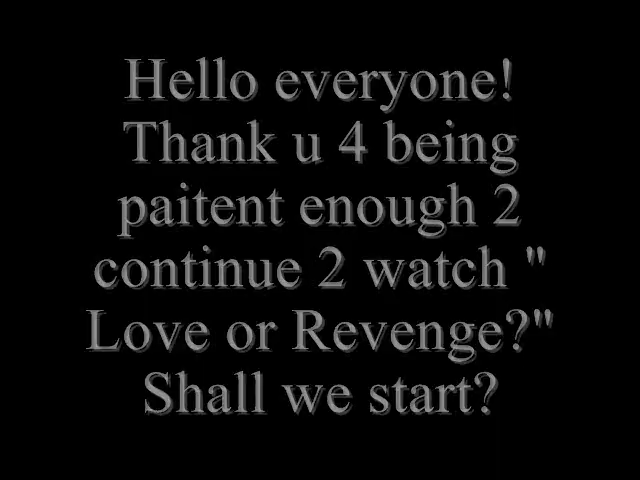 Hello everyone!
Thank u 4 being
paitent enough 2
continue 2 watch "
Love or Revenge?"
Shall we start?